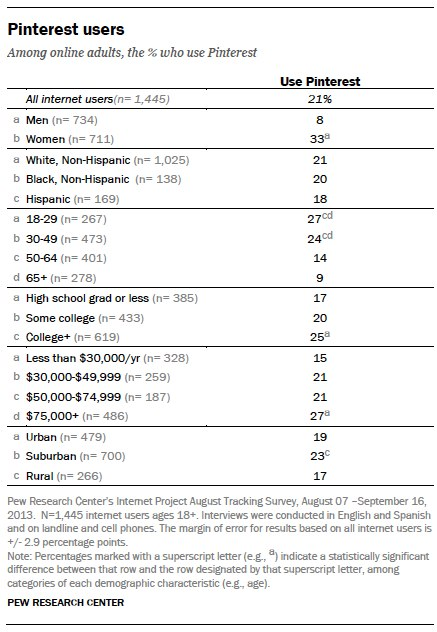 Pinterest users
Among online adults, the % who use Pinterest
Use Pinterest
All internet users(n= 1,445) 21%
a Men (n= 734) 8
b Women (n= 711) 33a
a White, Non-Hispanic (n= 1,025) 21
b Black, Non-Hispanic (n= 138) 20
c Hispanic (n= 169) 18
a 18-29 (n= 267) 27cd
b 30-49 (n= 473) 24cd
c 50-64 (n= 401) 14
d 65+ (n= 278) 9
a High school grad or less (n= 385) 17
b Some college (n= 433) 20
c College+ (n= 619) 25a
a Less than $30,000/yr (n= 328) 15
b $30,000-$49,999 (n= 259) 21
c $50,000-$74,999 (n= 187) 21
d $75,000+ (n= 486) 27a
a Urban (n= 479) 19
b Suburban (n= 700) 23c
c Rural (n= 266) 17
Pew Research Center's Internet Project August Tracking Survey, August 07 –September 16,
2013. N=1,445 internet users ages 18+. Interviews were conducted in English and Spanish
and on landline and cell phones. The margin of error for results based on all internet users is
+/- 2.9 percentage points.
Note: Percentages marked with a superscript letter (e.g., a) indicate a statistically significant
difference between that row and the row designated by that superscript letter, among
categories of each demographic characteristic (e.g., age).
PEW RESEARCH CENTER